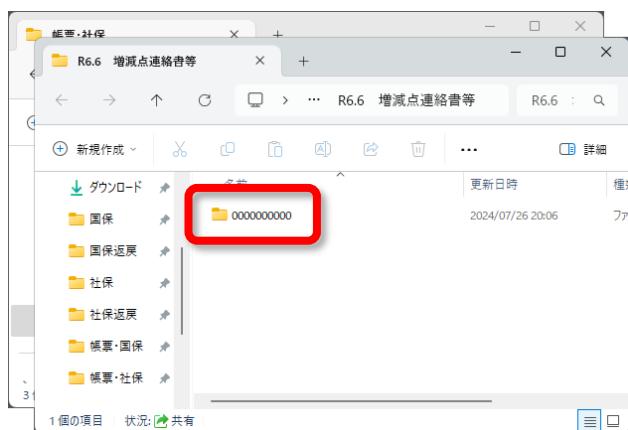 帳票・社保
R6.6 増減点連絡書等
R6.6 増減点連絡書等
R6.6
新規作成
詳細
名前
更新日時
種
ダウンロード
国保
国保返戻
社保
社保返戻
帳票・国保
帳票・社保
0000000000
2024/07/26 20:06
ファ
1 個の項目
状況:
共有